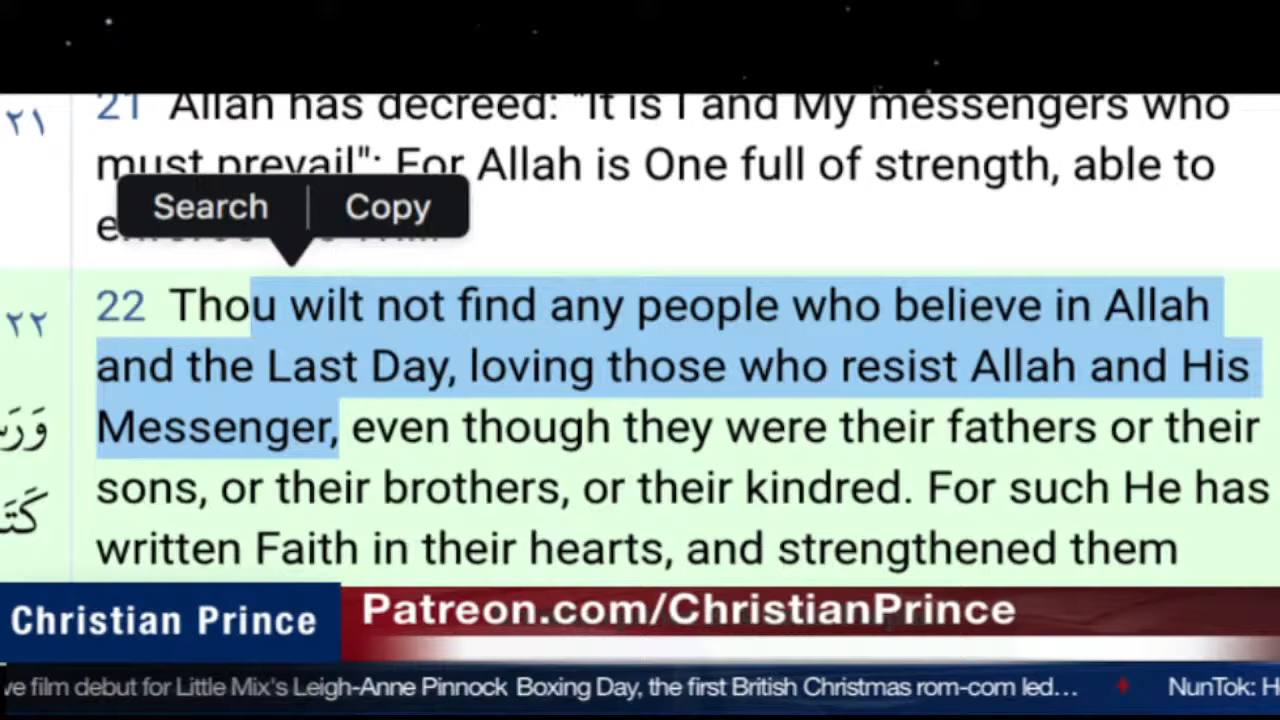 ٢١
21 Allah has decreed: "It is I and My messengers who
must prevail": For Allah is One full of strength, able to
Search | Copy
٢٢
22 Thou wilt not find any people who believe in Allah
and the Last Day, loving those who resist Allah and His
Messenger, even though they were their fathers or their
sons, or their brothers, or their kindred. For such He has
written Faith in their hearts, and strengthened them
Christian Prince
Patreon.com/ChristianPrince
ve film debut for Little Mix's Leigh-Anne Pinnock Boxing Day, the first British Christmas rom-com led... NunTok: H